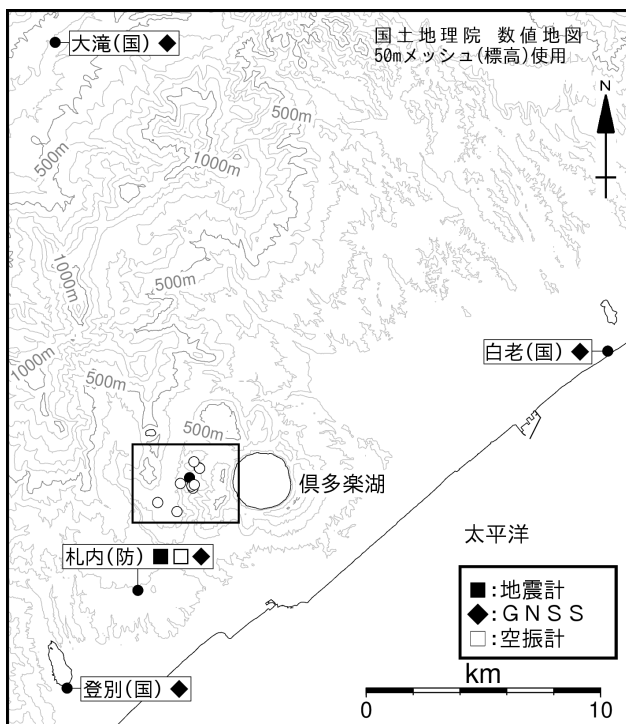 大滝(国) ◆
国土地理院 数値地図
50mメッシュ(標高)使用
N
500m
500m
1000m
1000m
500m
1000m
白老(国) ◆
500m
500m
倶多楽湖
太平洋
札内(防) ■□◆
■:地震計
◆:GNSS
□:空振計
km
登別(国) ◆
0 10